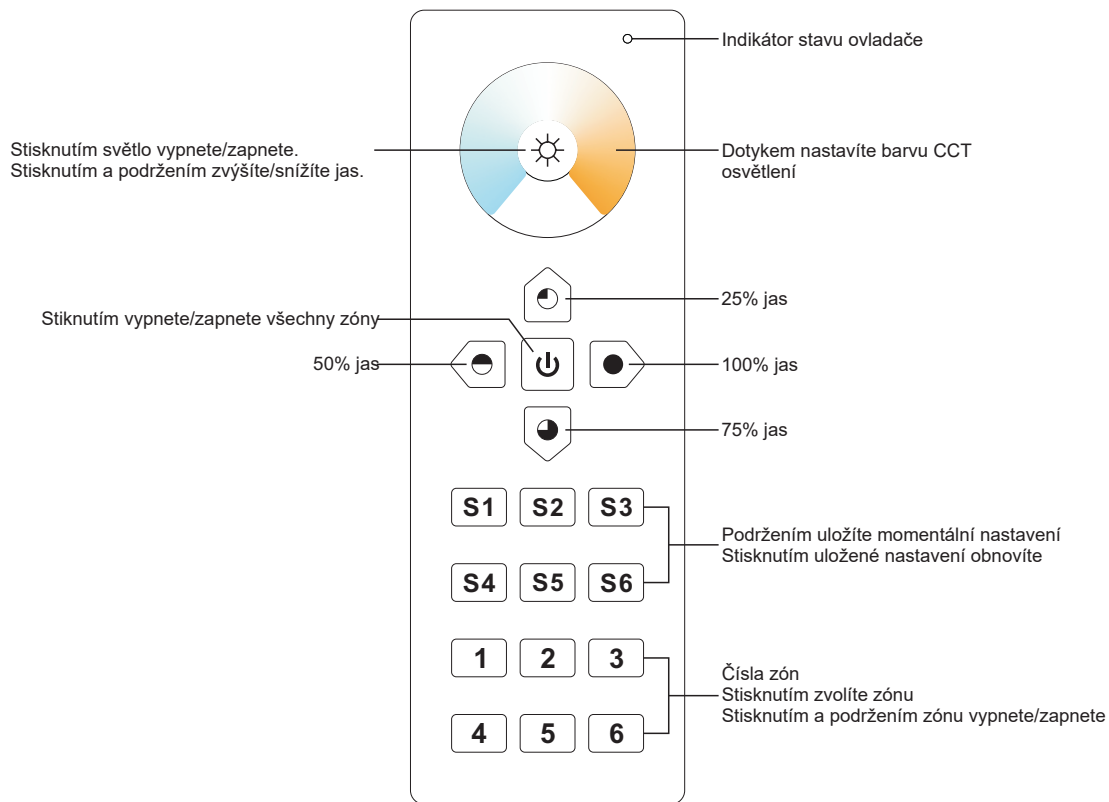 Indikátor stavu ovladače
Stisknutím světlo vypnete/zapnete.
Stisknutím a podržením zvýšíte/snížíte jas.
Dotykem nastavíte barvu CCT
osvětlení
25% jas
Stiknutím vypnete/zapnete všechny zóny
50% jas
100% jas
75% jas
S1 S2 S3
Podržením uložíte momentální nastavení
Stisknutím uložené nastavení obnovíte
S4 S5 S6
1 2 3
Čísla zón
Stisknutím zvolíte zónu
Stisknutím a podržením zónu vypnete/zapnete
4 5 6